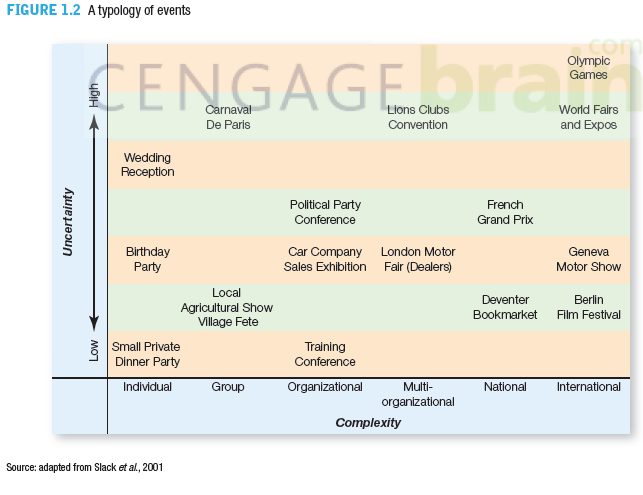 FIGURE 1.2 A typology of events
CENGAGE brain
.com
Olympic
Games
High
Carnaval
De Paris
Lions Clubs
Convention
World Fairs
and Expos
Wedding
Reception
Political Party
Conference
French
Grand Prix
Uncertainty
Birthday
Party
Car Company
Sales Exhibition
London Motor
Fair (Dealers)
Geneva
Motor Show
Local
Agricultural Show
Village Fete
Deventer
Bookmarket
Berlin
Film Festival
Low
Small Private
Dinner Party
Training
Conference
Individual
Group
Organizational
Multi-
organizational
National
International
Complexity
Source: adapted from Slack et al., 2001